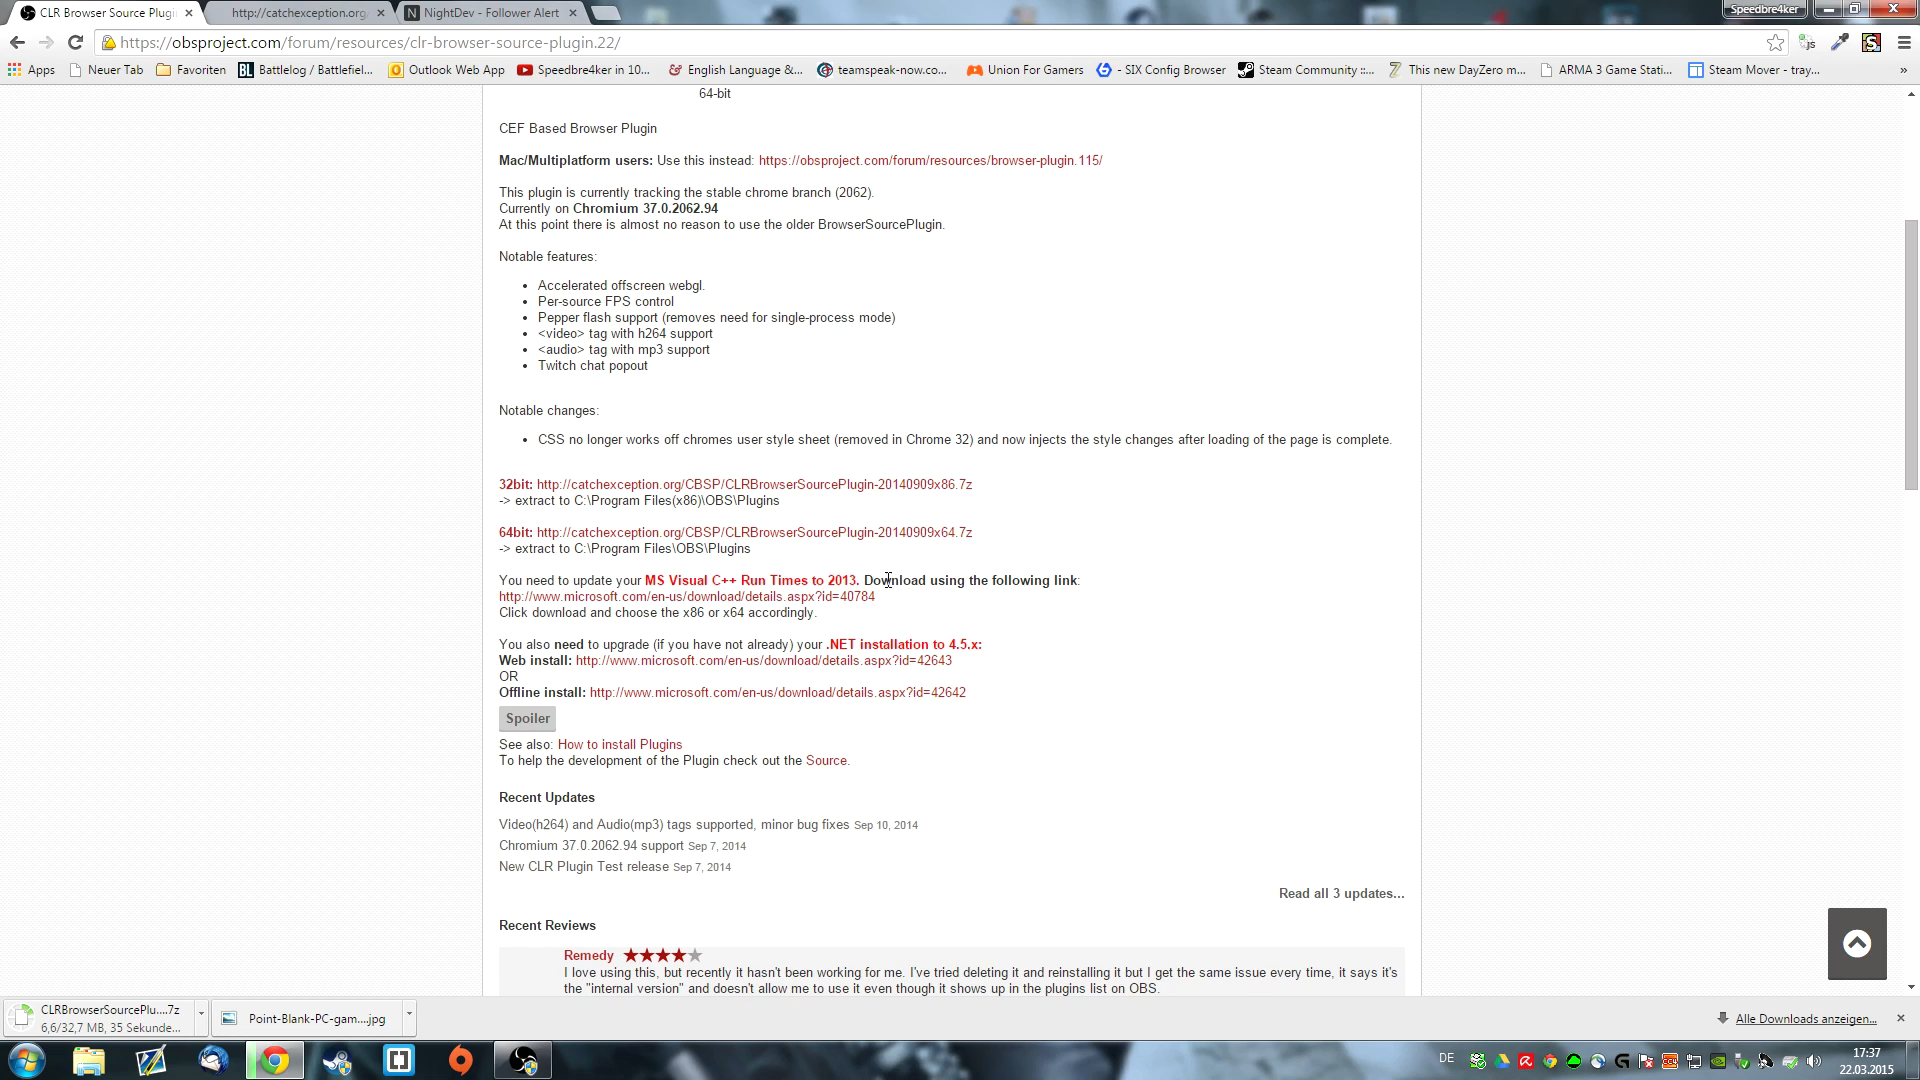 CLR Browser Source Plugi
http://catchexception.org
NightDev - Follower Alert
Speedbre4ker
https://obsproject.com/forum/resources/clr-browser-source-plugin.22/
Apps
Neuer Tab
Favoriten
Battlelog / Battlefiel...
Outlook Web App
Speedbre4ker in 10...
English Language &...
teamspeak-now.co...
Union For Gamers
- SIX Config Browser
Steam Community ::...
This new DayZero m...
ARMA 3 Game Stati...
Steam Mover - tray...
»
64-bit
CEF Based Browser Plugin
Mac/Multiplatform users: Use this instead: https://obsproject.com/forum/resources/browser-plugin.115/
This plugin is currently tracking the stable chrome branch (2062).
Currently on Chromium 37.0.2062.94
At this point there is almost no reason to use the older BrowserSourcePlugin.
Notable features:
• Accelerated offscreen webgl.
• Per-source FPS control
• Pepper flash support (removes need for single-process mode)
• <video> tag with h264 support
• <audio> tag with mp3 support
• Twitch chat popout
Notable changes:
• CSS no longer works off chromes user style sheet (removed in Chrome 32) and now injects the style changes after loading of the page is complete.
32bit: http://catchexception.org/CBSP/CLRBrowserSourcePlugin-20140909x86.7z
-> extract to C:\Program Files(x86)\OBS\Plugins
64bit: http://catchexception.org/CBSP/CLRBrowserSourcePlugin-20140909x64.7z
-> extract to C:\Program Files\OBS\Plugins
You need to update your MS Visual C++ Run Times to 2013. Download using the following link:
http://www.microsoft.com/en-us/download/details.aspx?id=40784
Click download and choose the x86 or x64 accordingly.
You also need to upgrade (if you have not already) your .NET installation to 4.5.x:
Web install: http://www.microsoft.com/en-us/download/details.aspx?id=42643
OR
Offline install: http://www.microsoft.com/en-us/download/details.aspx?id=42642
Spoiler
See also: How to install Plugins
To help the development of the Plugin check out the Source.
Recent Updates
Video(h264) and Audio(mp3) tags supported, minor bug fixes Sep 10, 2014
Chromium 37.0.2062.94 support Sep 7, 2014
New CLR Plugin Test release Sep 7, 2014
Read all 3 updates...
Recent Reviews
Remedy
I love using this, but recently it hasn't been working for me. I've tried deleting it and reinstalling it but I get the same issue every time, it says it's
the "internal version" and doesn't allow me to use it even though it shows up in the plugins list on OBS.
CLRBrowserSourcePlu....7z
6,6/32,7 MB, 35 Sekunde...
Point-Blank-PC-gam....jpg
Alle Downloads anzeigen...
DE
17:37
22.03.2015